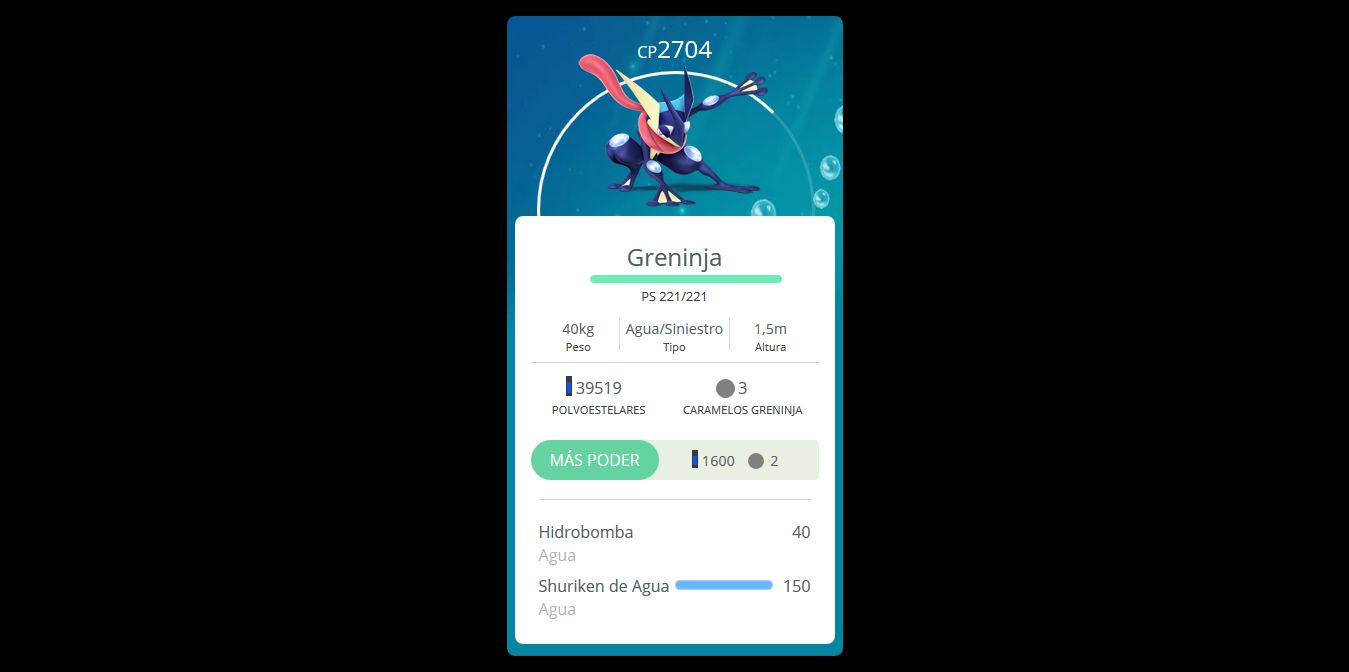 CP2704
Greninja
PS 221/221
40kg Agua/Siniestro 1,5m
Peso Tipo Altura
39519 3
POLVOESTELARES CARAMELOS GRENINJA
MÁS PODER 1600 2
Hidrobomba 40
Agua
Shuriken de Agua 150
Agua